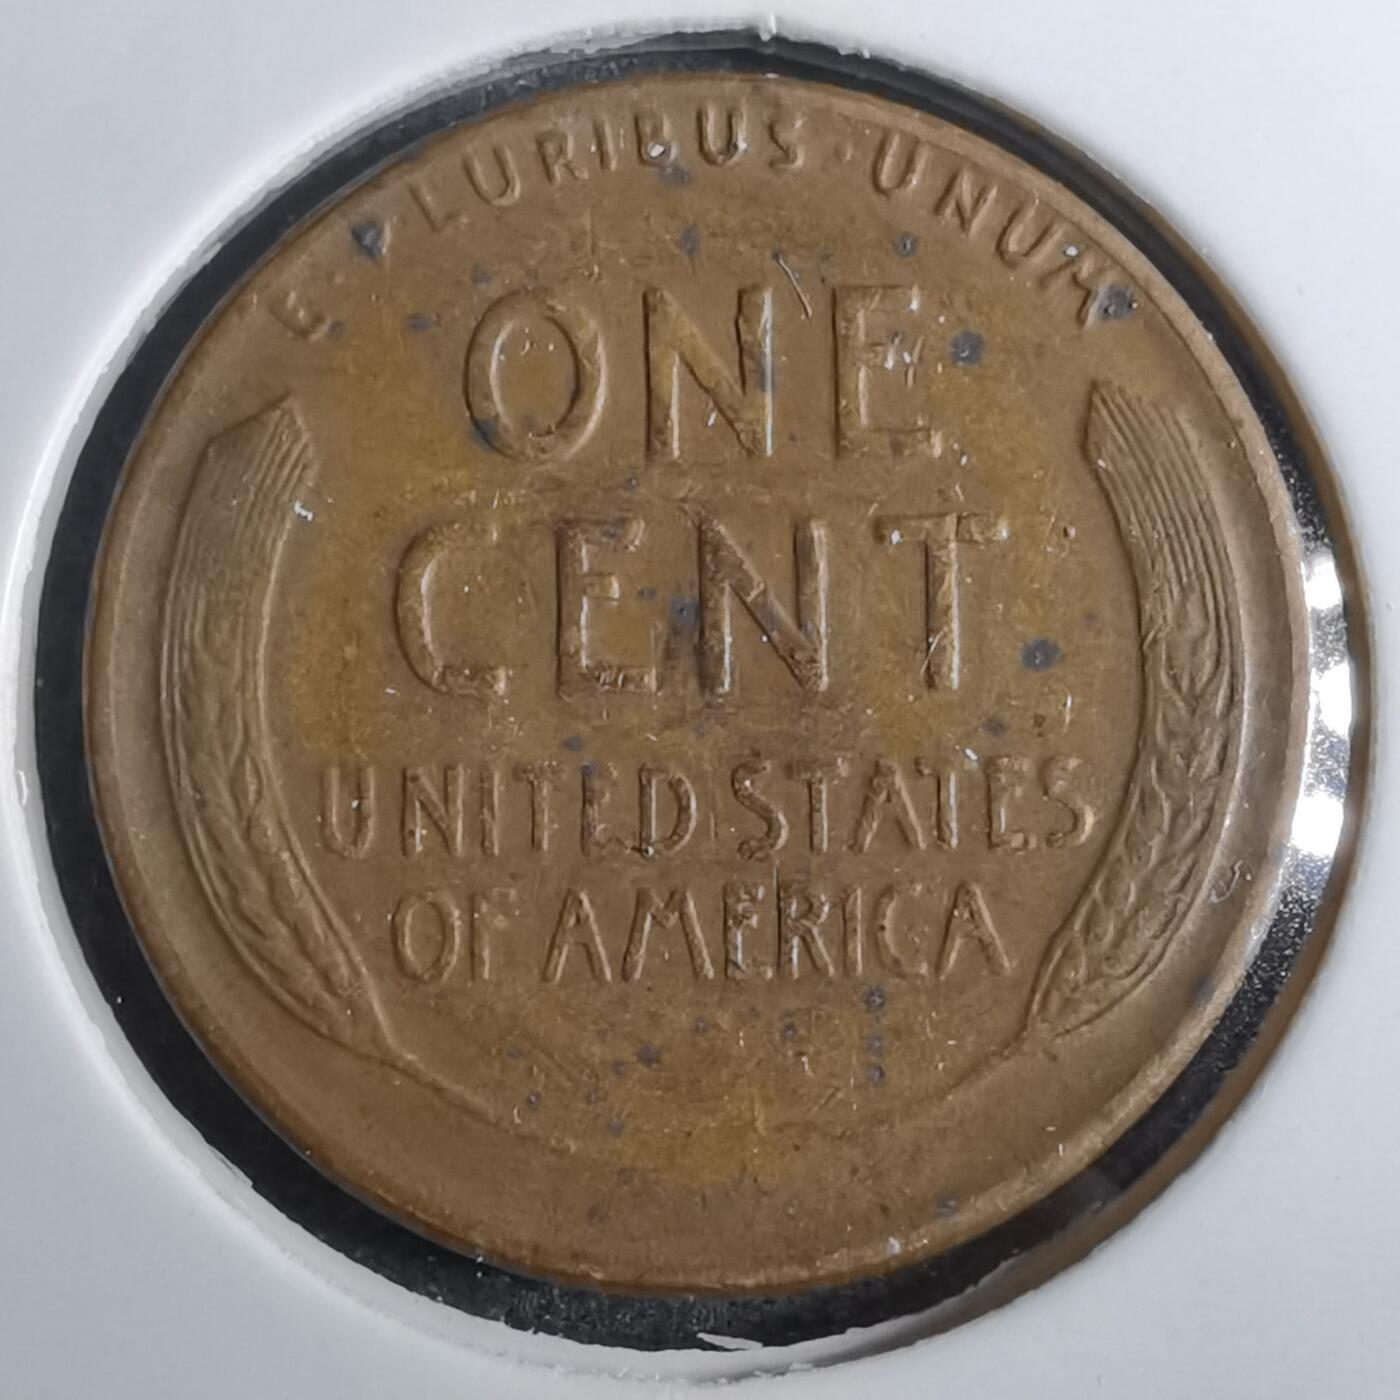 E·PLURIBUS·UNUM
ONE
CENT
UNITED STATES
OF AMERICA